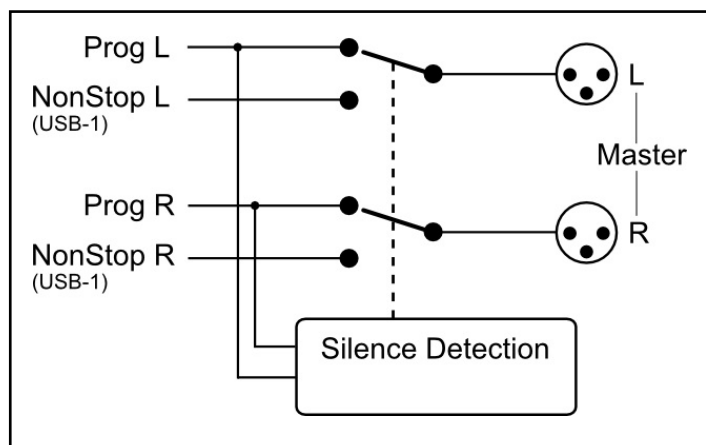 Prog L
NonStop L
(USB-1)
L
Master
Prog R
NonStop R
(USB-1)
R
Silence Detection